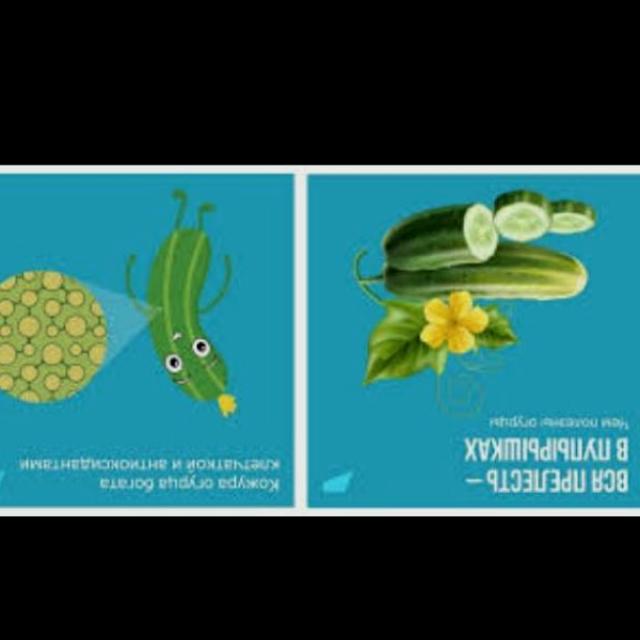 ВСЯ ПРЕЛЕСТЬ –
В ПУПЫРЫШКАХ
Чем полезны огурцы
Кожура огурца богата
клетчаткой и антиоксидантами